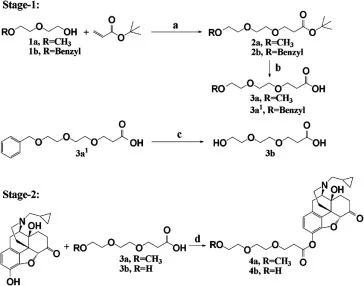 Stage-1:
RO O OH + O O a RO O O O O
1a, R=CH3
1b, R=Benzyl
2a, R=CH3
2b, R=Benzyl
b
RO O O OH O
3a, R=CH3
3a1, R=Benzyl
O O O OH O c HO O O OH O
3a1
3b
Stage-2:
N OH O O OH + RO O O OH O d N OH O O O O RO O O
3a, R=CH3
3b, R=H
4a, R=CH3
4b, R=H